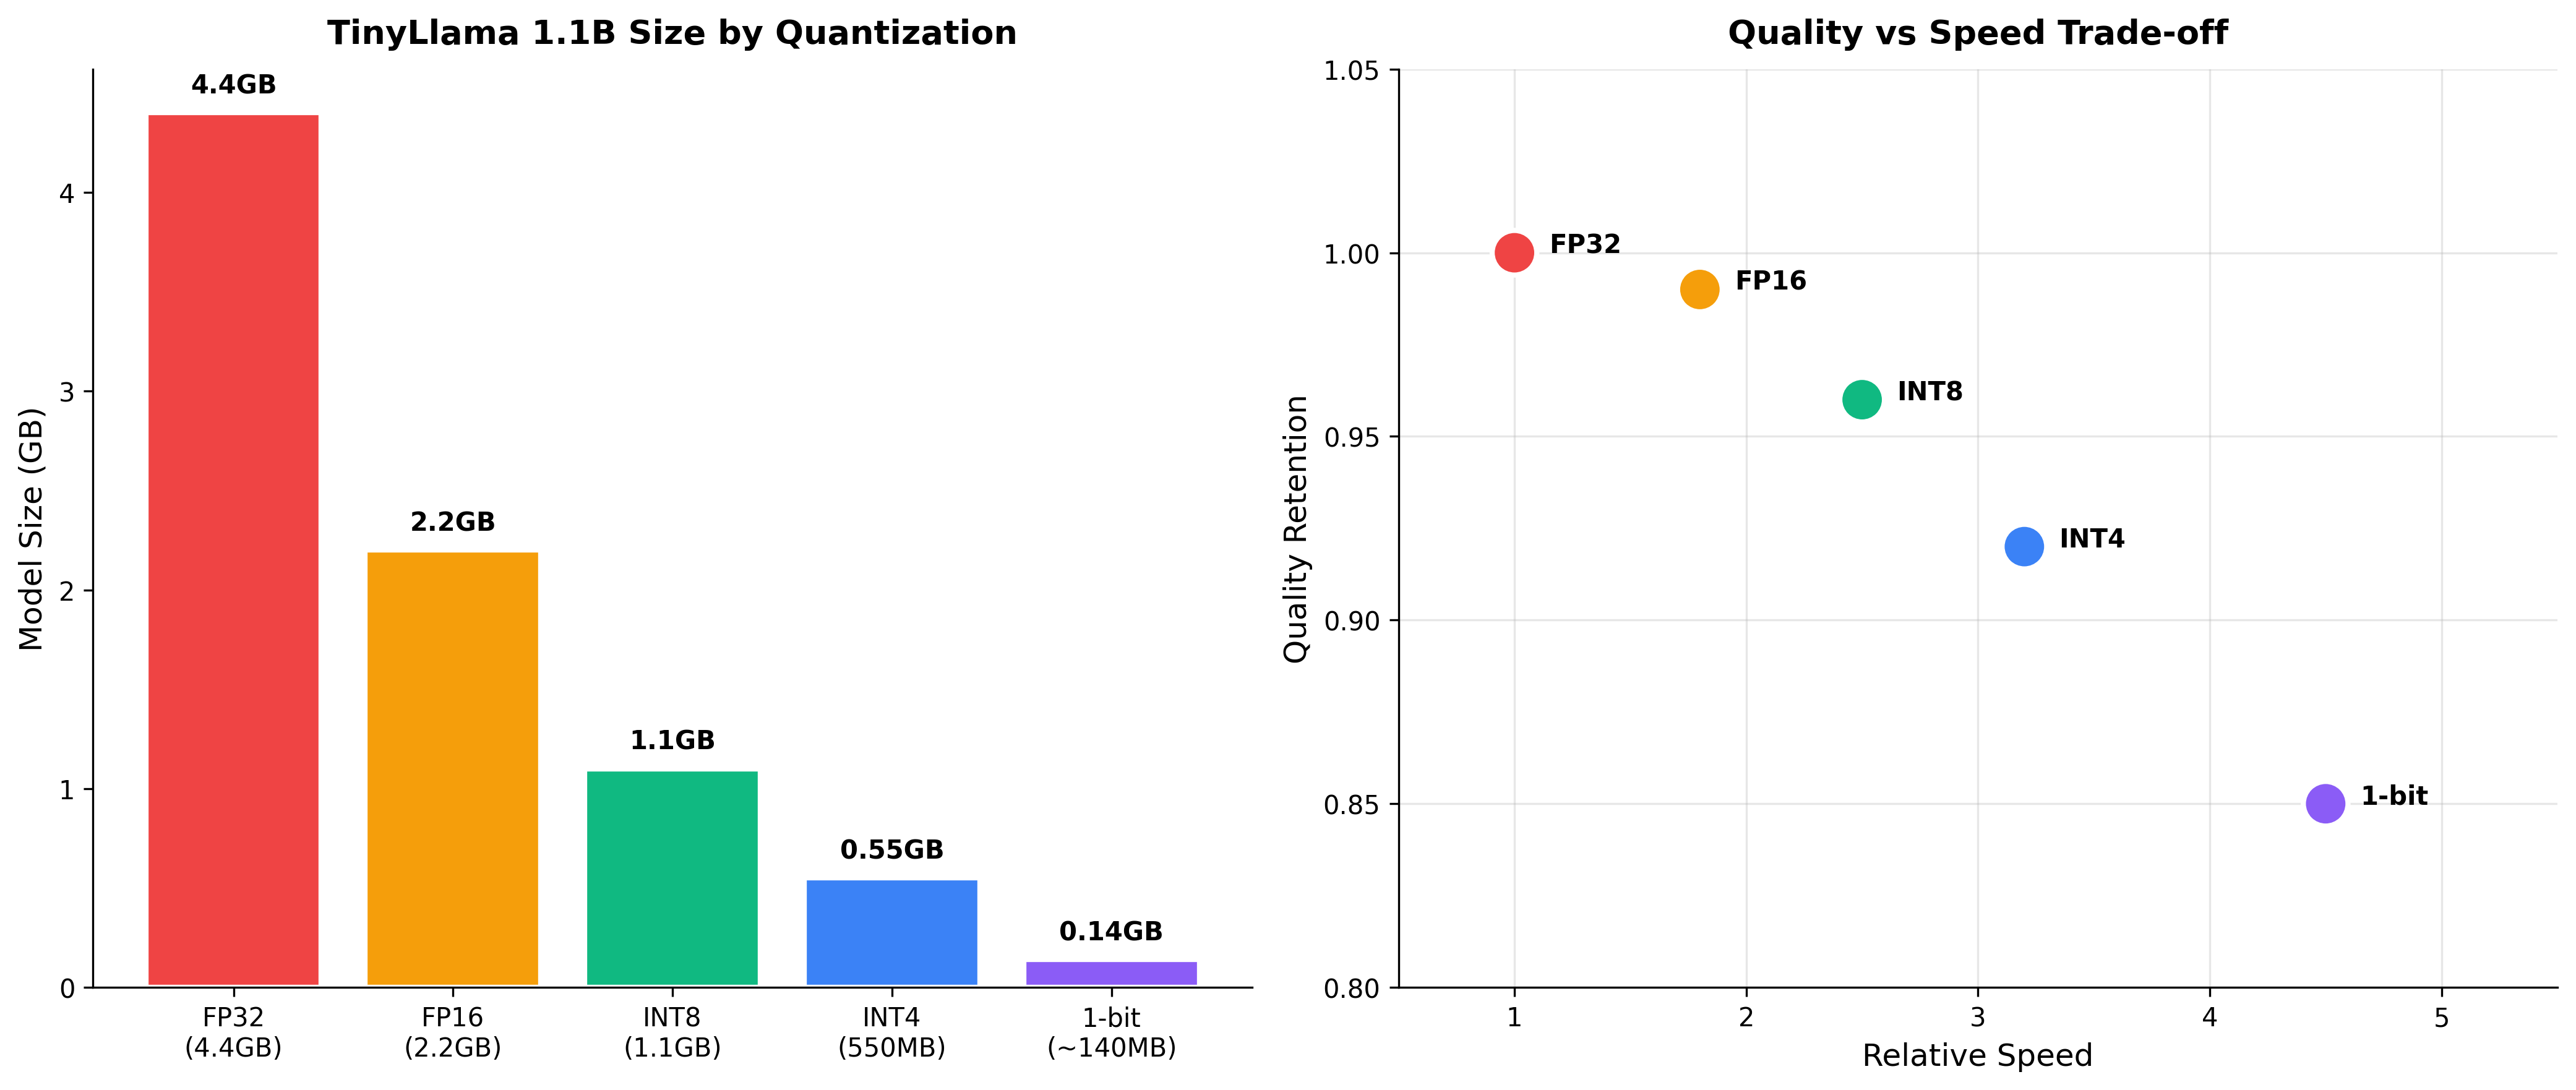 TinyLlama 1.1B Size by Quantization
Model Size (GB)
4
3
2
1
0
4.4GB
2.2GB
1.1GB
0.55GB
0.14GB
FP32
(4.4GB)
FP16
(2.2GB)
INT8
(1.1GB)
INT4
(550MB)
1-bit
(~140MB)
Quality vs Speed Trade-off
Quality Retention
1.05
1.00
0.95
0.90
0.85
0.80
FP32
FP16
INT8
INT4
1-bit
1
2
3
4
5
Relative Speed